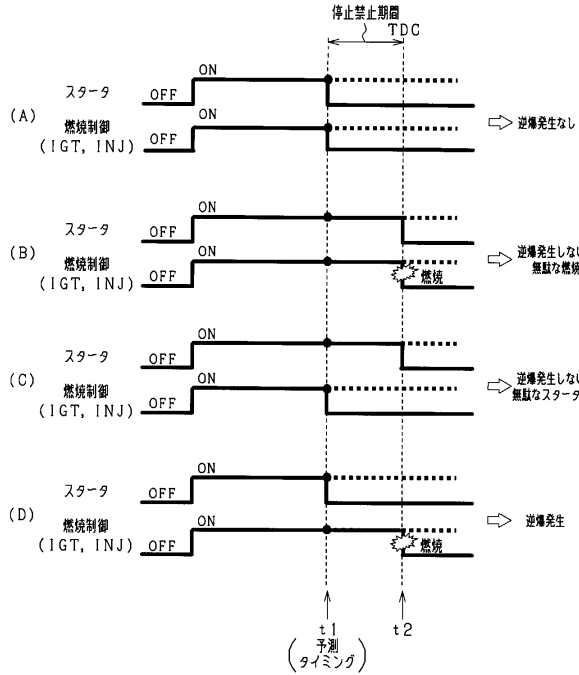 停止禁止期間
TDC
(A)
スタータ
OFF
ON
燃焼制御
(IGT, INJ)
OFF
ON
逆爆発生なし
(B)
スタータ
OFF
ON
燃焼制御
(IGT, INJ)
OFF
ON
燃焼
逆爆発生しない
無駄な燃焼
(C)
スタータ
OFF
ON
燃焼制御
(IGT, INJ)
OFF
ON
逆爆発生しない
無駄なスタータ
(D)
スタータ
OFF
ON
燃焼制御
(IGT, INJ)
OFF
ON
燃焼
逆爆発生
t1
(予測
タイミング)
t2